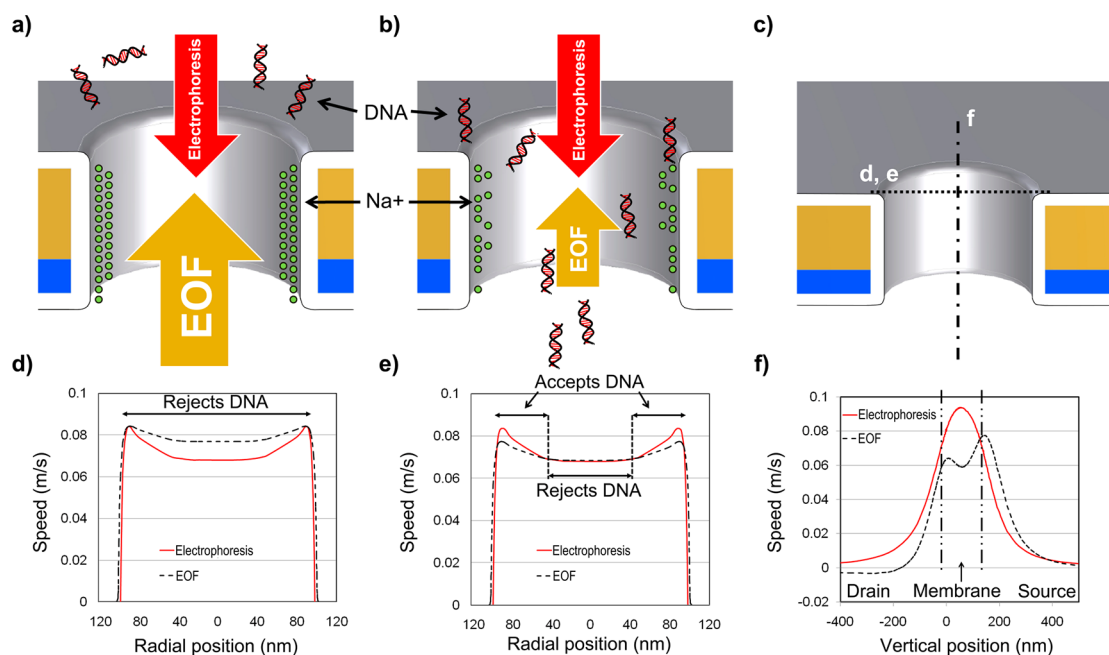 a)
b)
c)
Electrophoresis
EOF
DNA
Na+
Electrophoresis
EOF
f
d, e
d)
0.1
0.08
0.06
0.04
0.02
0
Speed (m/s)
Rejects DNA
Electrophoresis
EOF
120 80 40 0 40 80 120
Radial position (nm)
e)
Accepts DNA
0.1
0.08
0.06
0.04
0.02
0
Speed (m/s)
Rejects DNA
Electrophoresis
EOF
120 80 40 0 40 80 120
Radial position (nm)
f)
0.1
0.08
0.06
0.04
0.02
0
-0.02
Speed (m/s)
Electrophoresis
EOF
Drain Membrane Source
-400 -200 0 200 400
Vertical position (nm)